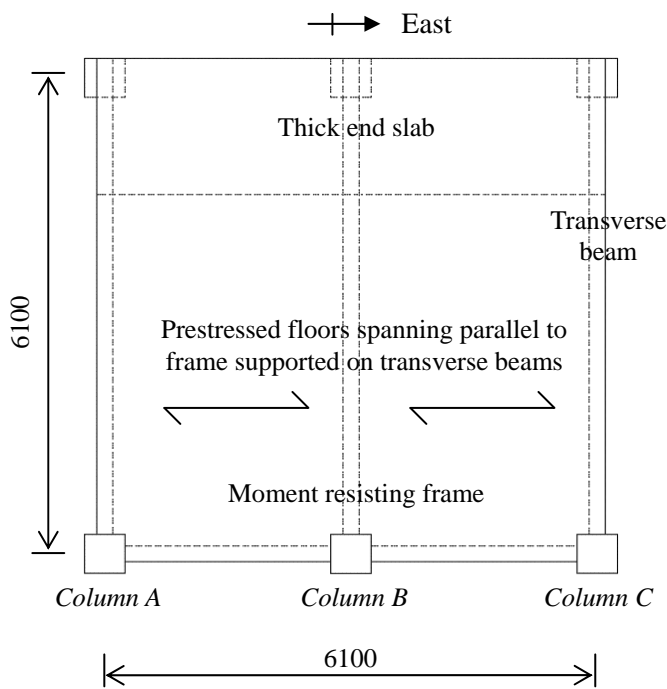 East
Thick end slab
Transverse
beam
6100
Prestressed floors spanning parallel to
frame supported on transverse beams
Moment resisting frame
Column A
Column B
Column C
6100